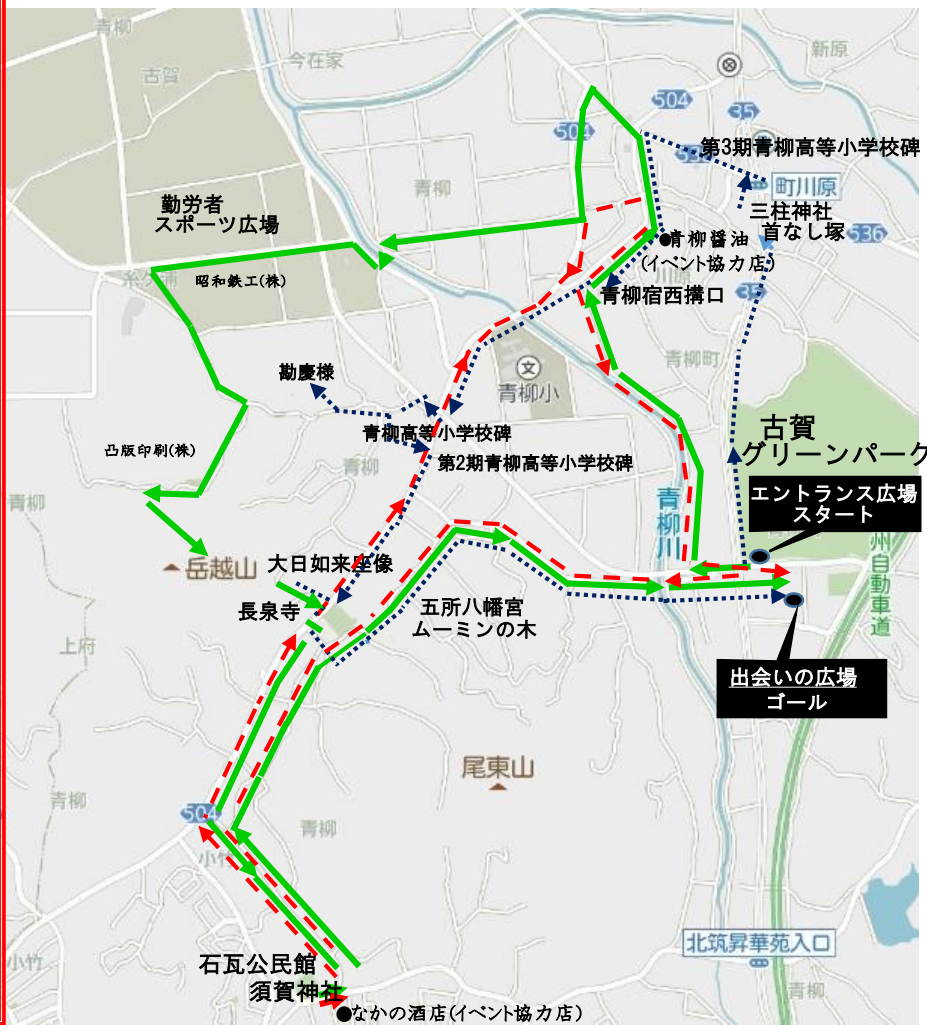 青柳
今在家
新原
古賀
504
35
504
第3期青柳高等小学校碑
町川原
青柳
勤労者
スポーツ広場
三柱神社
首なし塚
536
●青柳醤油
(イベント協力店)
昭和鉄工(株)
35
青柳宿西構口
青柳町
勘慶様
文
青柳小
青柳高等小学校碑
古賀
グリーンパーク
凸版印刷(株)
青柳
第2期青柳高等小学校碑
青柳
エントランス広場
スタート
青柳川
州自動車道
岳越山
大日如来座像
長泉寺
五所八幡宮
ムーミンの木
上府
出会いの広場
ゴール
尾東山
青柳
504
青柳
小竹
北筑昇華苑入口
石瓦公民館
須賀神社
小竹
青柳
●なかの酒店(イベント協力店)